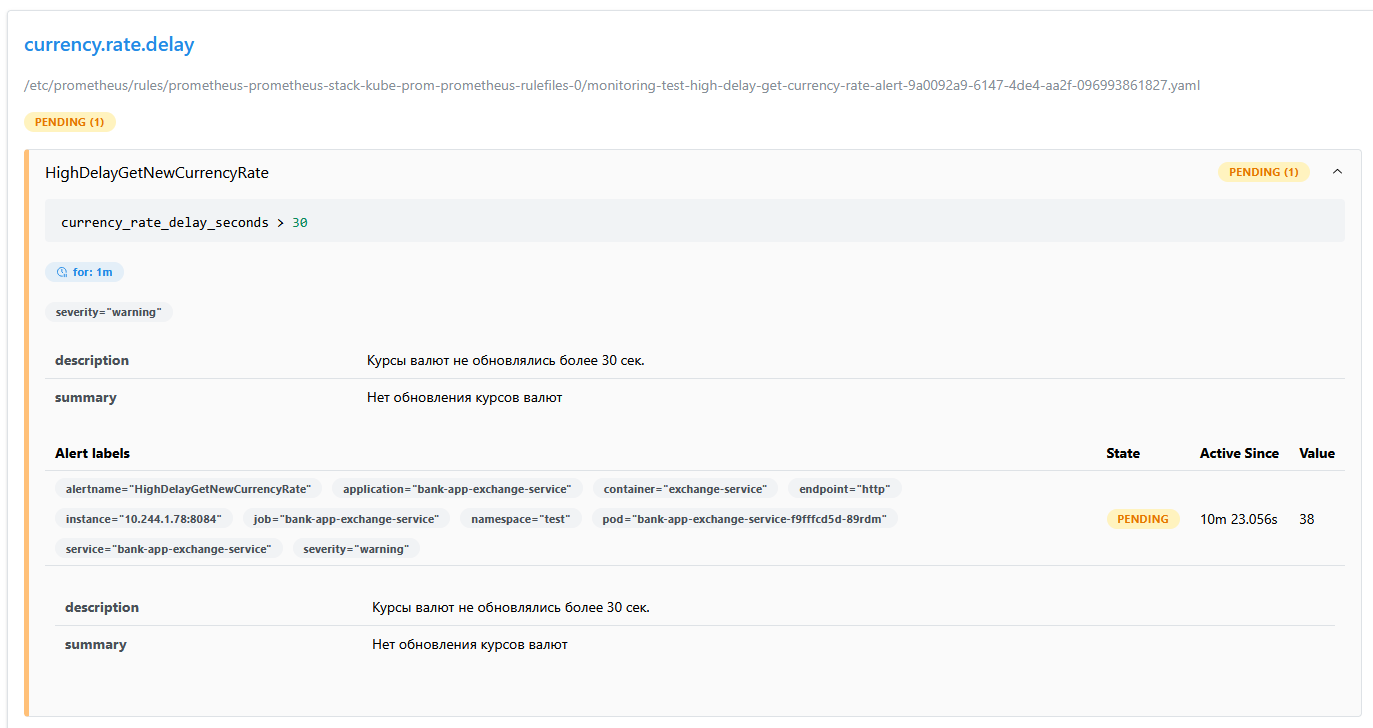 currency.rate.delay
/etc/prometheus/rules/prometheus-prometheus-stack-kube-prom-prometheus-rulefiles-0/monitoring-test-high-delay-get-currency-rate-alert-9a0092a9-6147-4de4-aa2f-096993861827.yaml
PENDING (1)
HighDelayGetNewCurrencyRate PENDING (1)
currency_rate_delay_seconds > 30
for: 1m
severity="warning"
description Курсы валют не обновлялись более 30 сек.
summary Нет обновления курсов валют
Alert labels State Active Since Value
alertname="HighDelayGetNewCurrencyRate" application="bank-app-exchange-service" container="exchange-service" endpoint="http"
instance="10.244.1.78:8084" job="bank-app-exchange-service" namespace="test" pod="bank-app-exchange-service-f9fffcd5d-89rdm" PENDING 10m 23.056s 38
service="bank-app-exchange-service" severity="warning"
description Курсы валют не обновлялись более 30 сек.
summary Нет обновления курсов валют